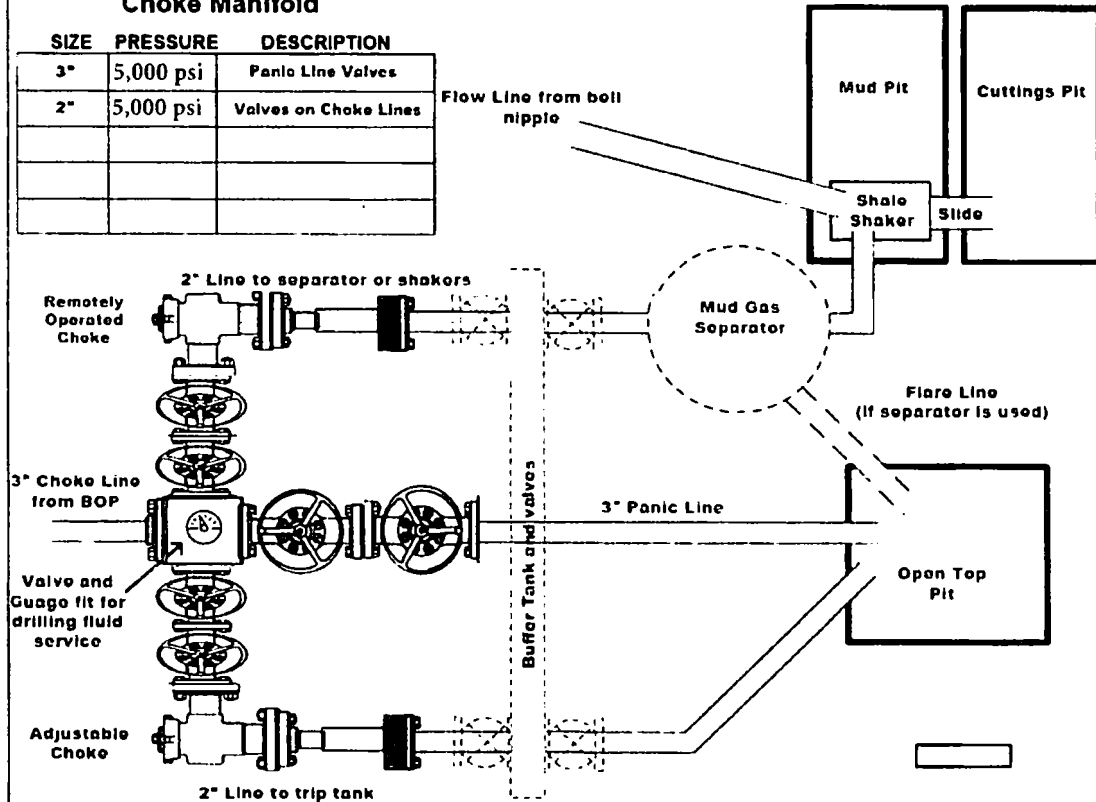 Choke Manifold
SIZE PRESSURE DESCRIPTION
3" 5,000 psi Panic Line Valves
2" 5,000 psi Valves on Choke Lines
Flow Line from bell
nipple
Mud Pit
Cuttings Pit
Shale
Shaker
Slide
2" Line to separator or shakers
Remotely
Operated
Choke
Mud Gas
Separator
Flare Line
(if separator is used)
3" Choke Line
from BOP
3" Panic Line
Buffer Tank and valves
Open Top
Pit
Valve and
Guage fit for
drilling fluid
service
Adjustable
Choke
2" Line to trip tank